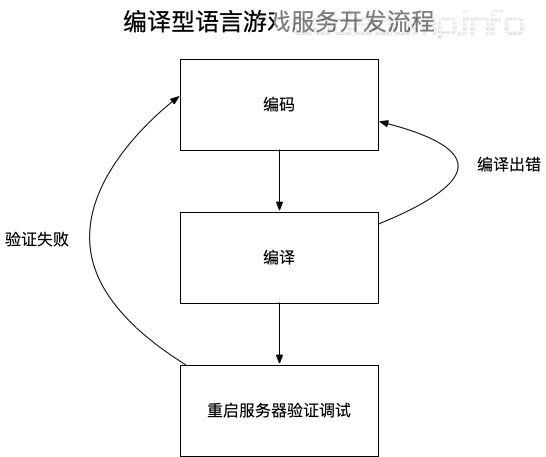 编译型语言游戏服务开发流程
编码
编译出错
验证失败
编译
重启服务器验证调试